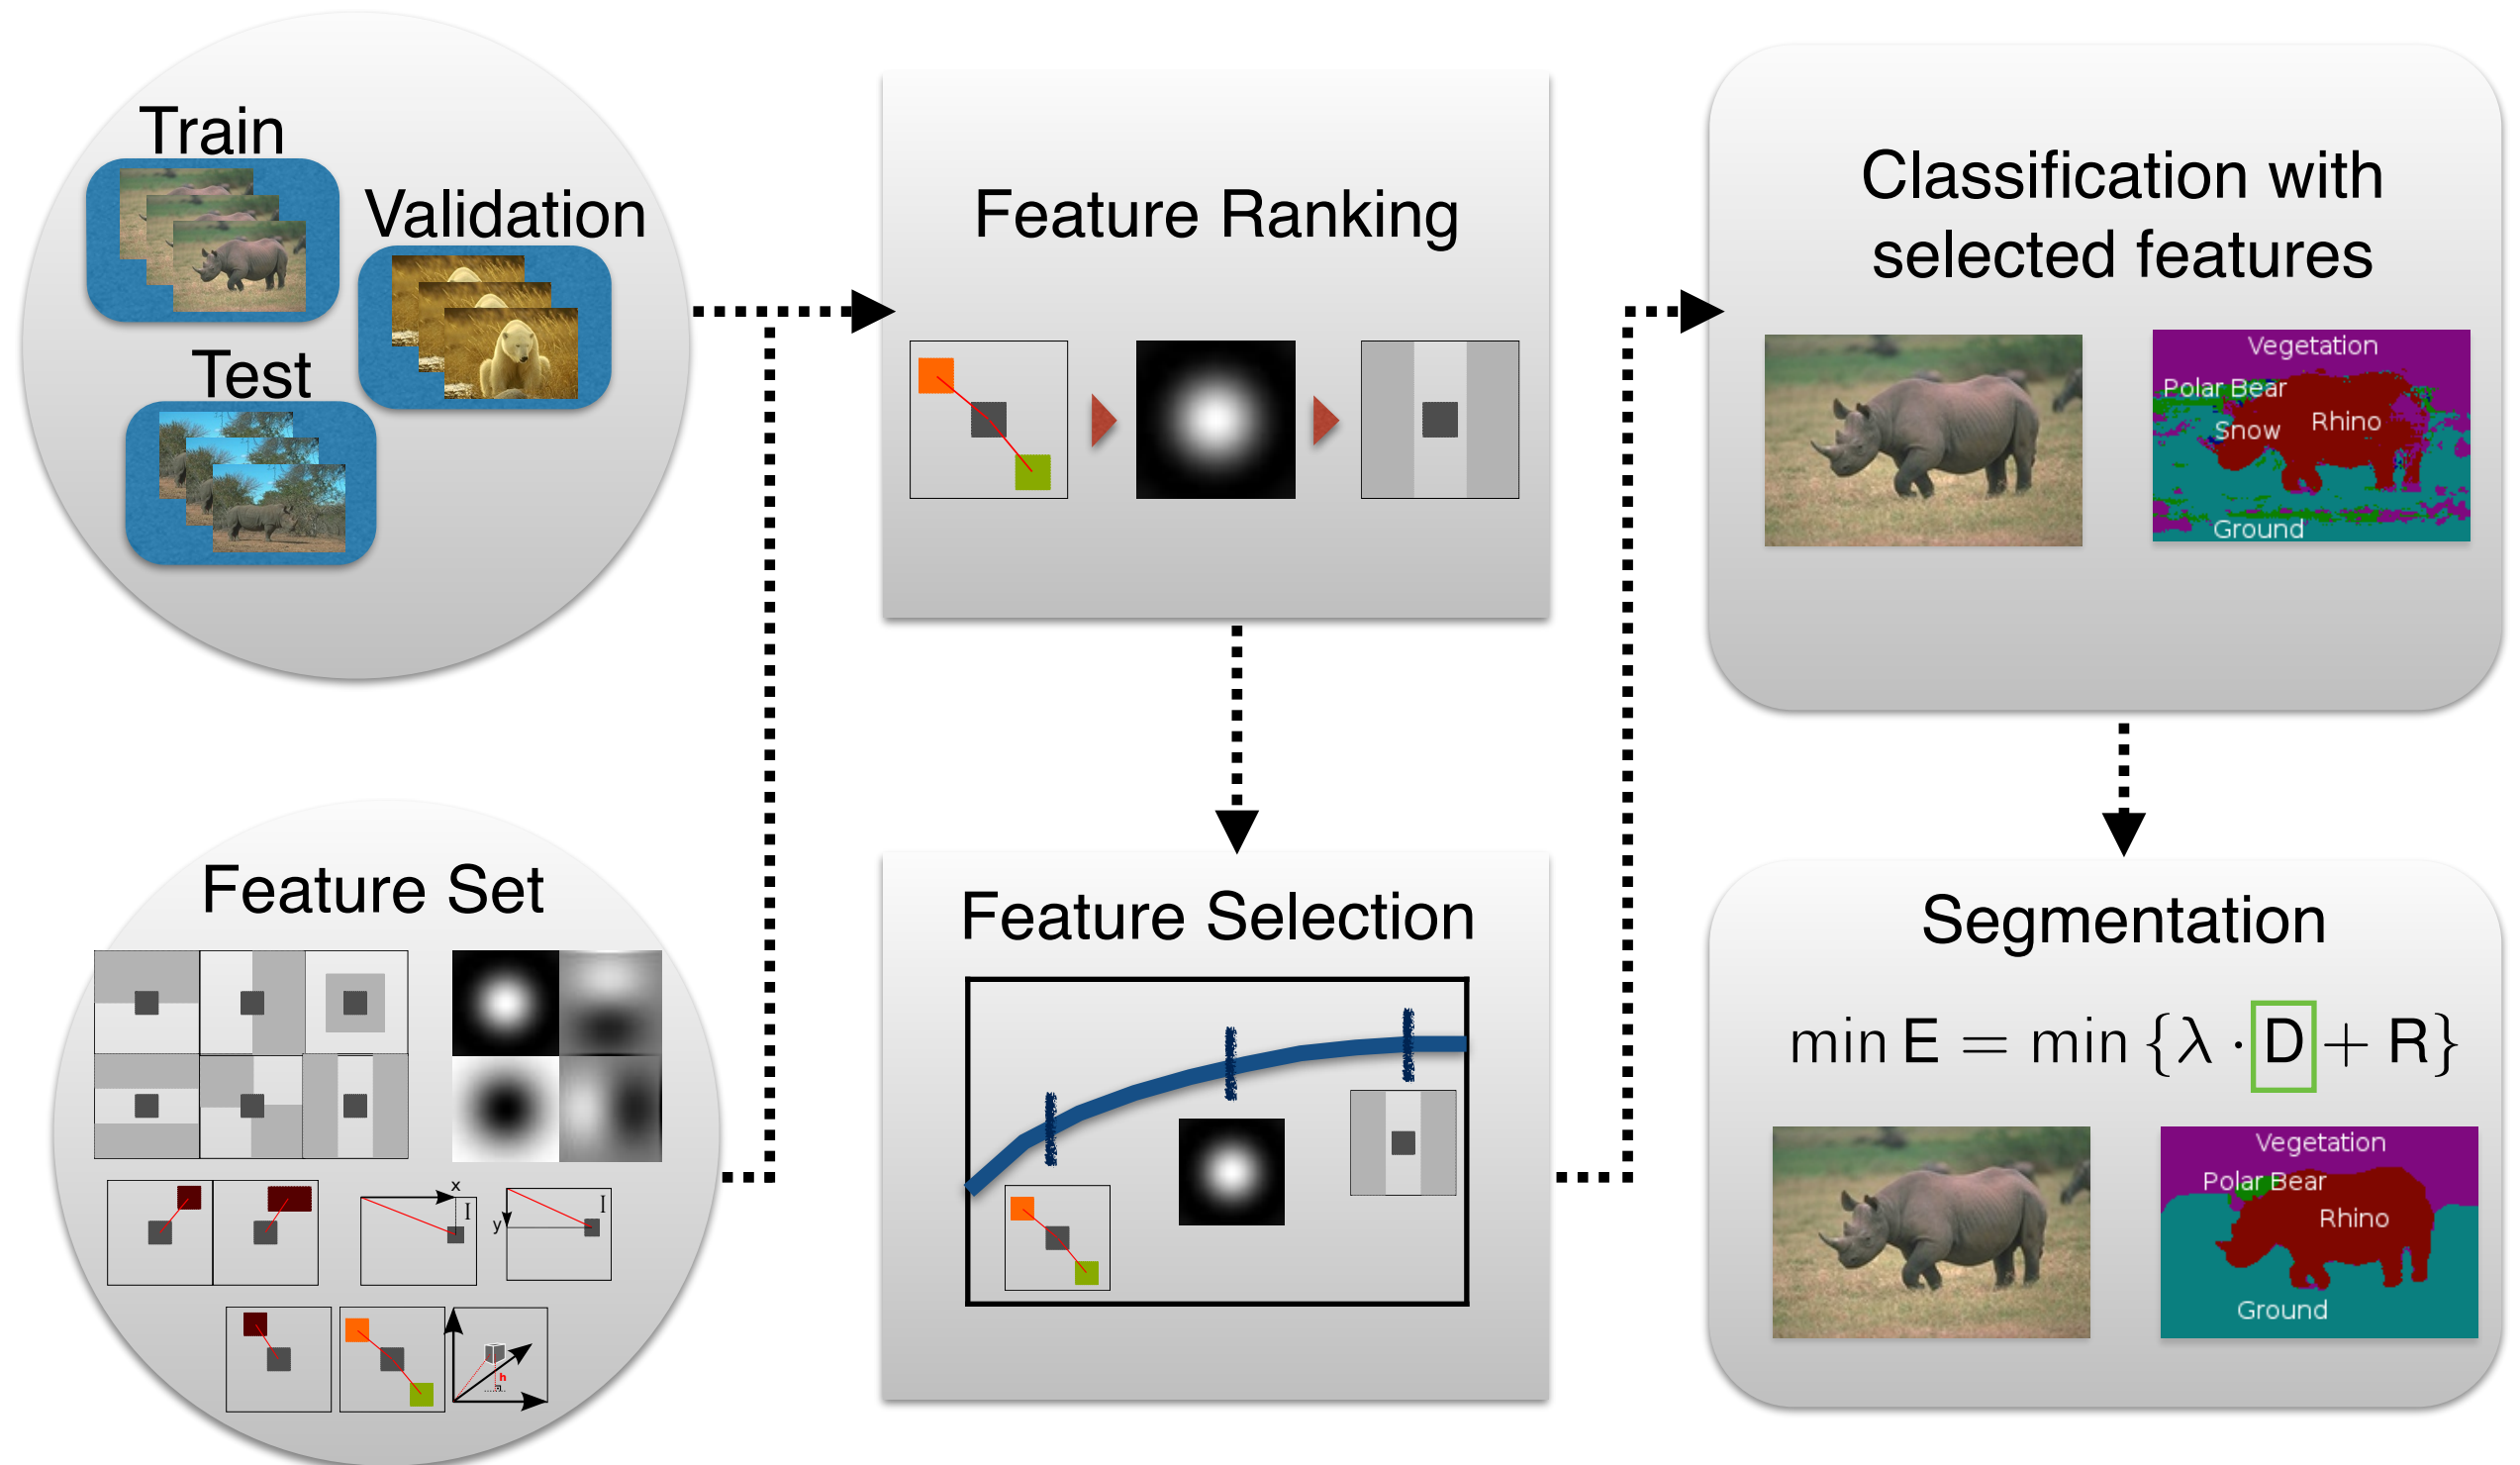 Train
Validation
Test
Feature Set
x
I
y
I
h
Feature Ranking
Feature Selection
Classification with
selected features
Vegetation
Polar Bear
Snow
Rhino
Ground
Segmentation
min E = min {λ · D + R}
Vegetation
Polar Bear
Rhino
Ground